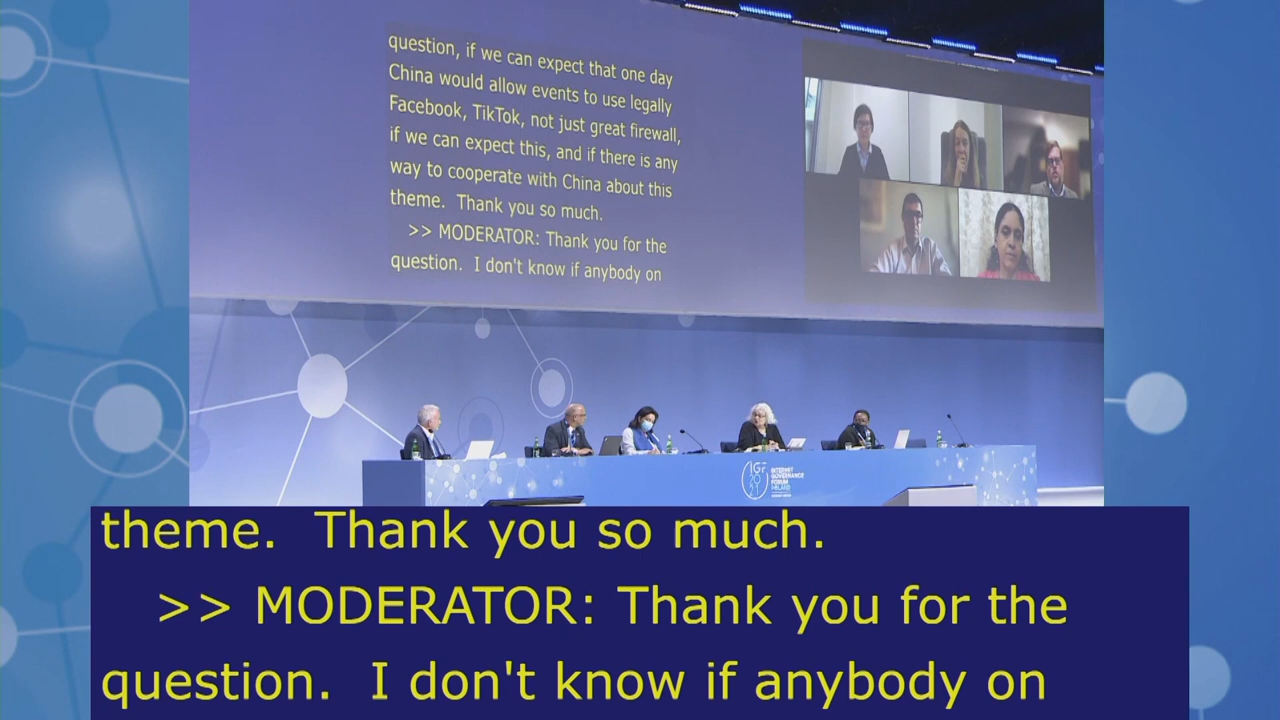 question, if we can expect that one day
China would allow events to use legally
Facebook, TikTok, not just great firewall,
if we can expect this, and if there is any
way to cooperate with China about this
theme.  Thank you so much.
>> MODERATOR: Thank you for the
question.  I don't know if anybody on
IGF
20
21
INTERNET
GOVERNANCE
FORUM
POLAND
theme.  Thank you so much.
>> MODERATOR: Thank you for the
question.  I don't know if anybody on